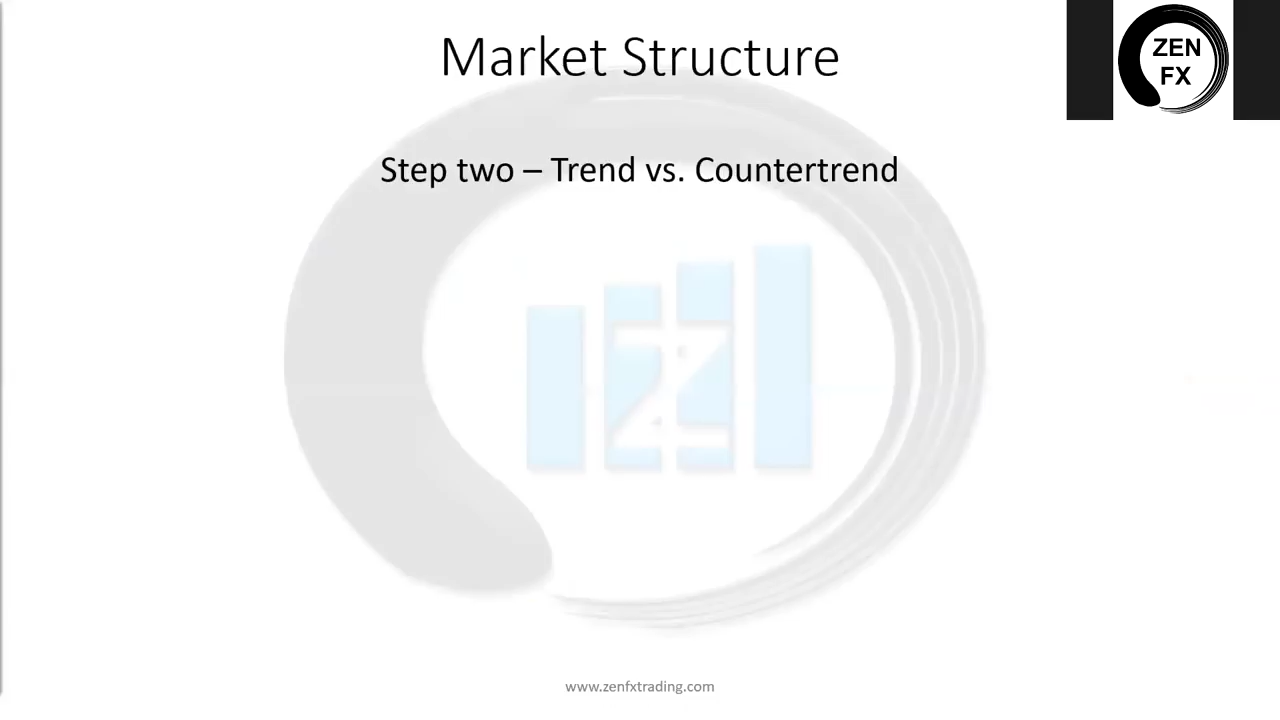 Market Structure
ZEN
FX
Step two – Trend vs. Countertrend
www.zenfxtrading.com